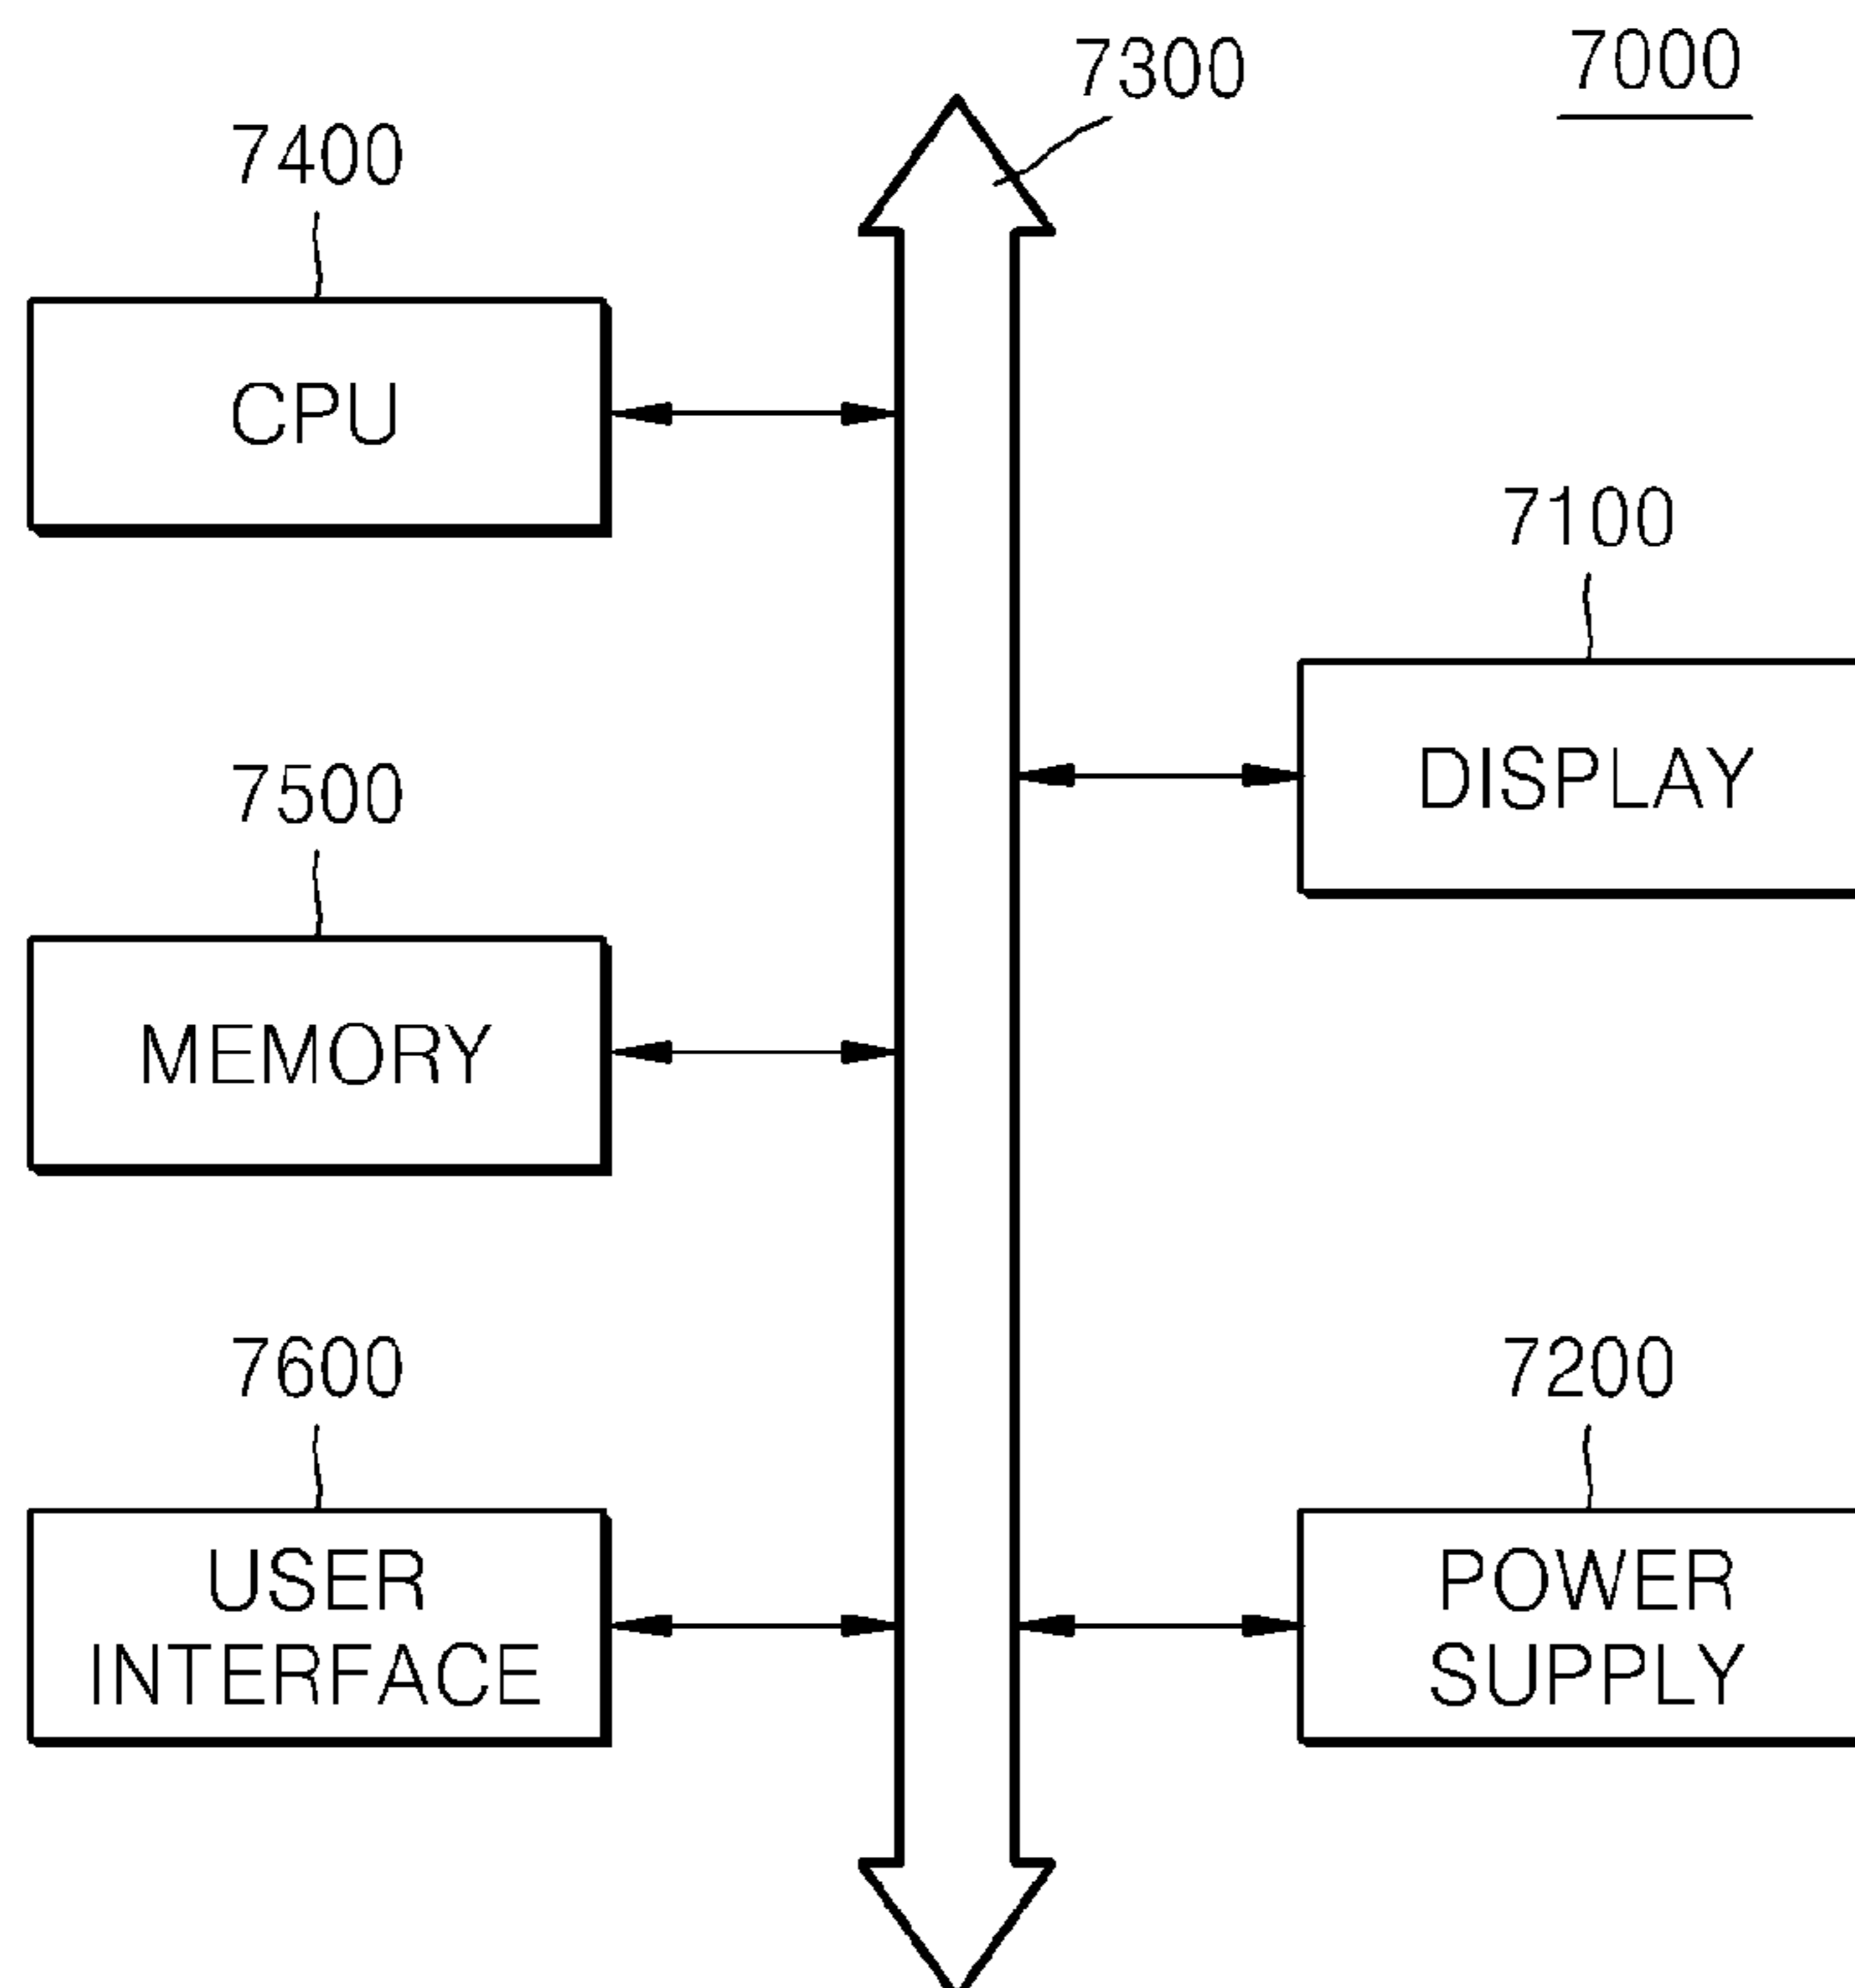 7300
7000
7400
CPU
7100
DISPLAY
7500
MEMORY
7600
USER
INTERFACE
7200
POWER
SUPPLY